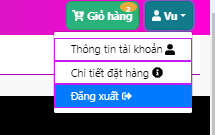 Giỏ hàng 2 Vu
Thông tin tài khoản
Chi tiết đặt hàng
Đăng xuất